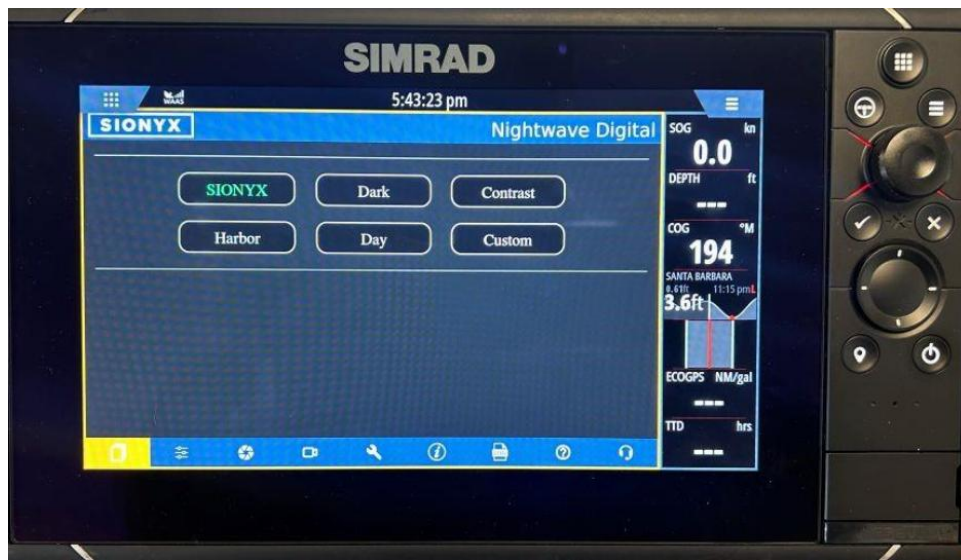 SIMRAD
WAAS
5:43:23 pm
SIONYX
Nightwave Digital
SIONYX
Dark
Contrast
Harbor
Day
Custom
SOG kn
0.0
DEPTH ft
---
COG °M
194
SANTA BARBARA
0.61ft 11:15 pm L
3.6ft
ECOGPS NM/gal
---
TTD hrs
---